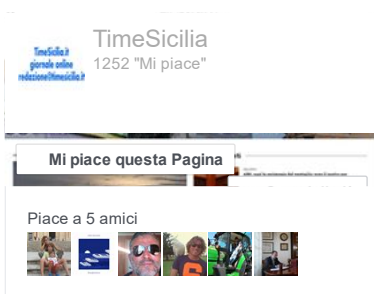 TimeSicilia
1252 "Mi piace"
TimeSicilia.it
giornale online
redazione@timesicilia.it
Mi piace questa Pagina
Piace a 5 amici